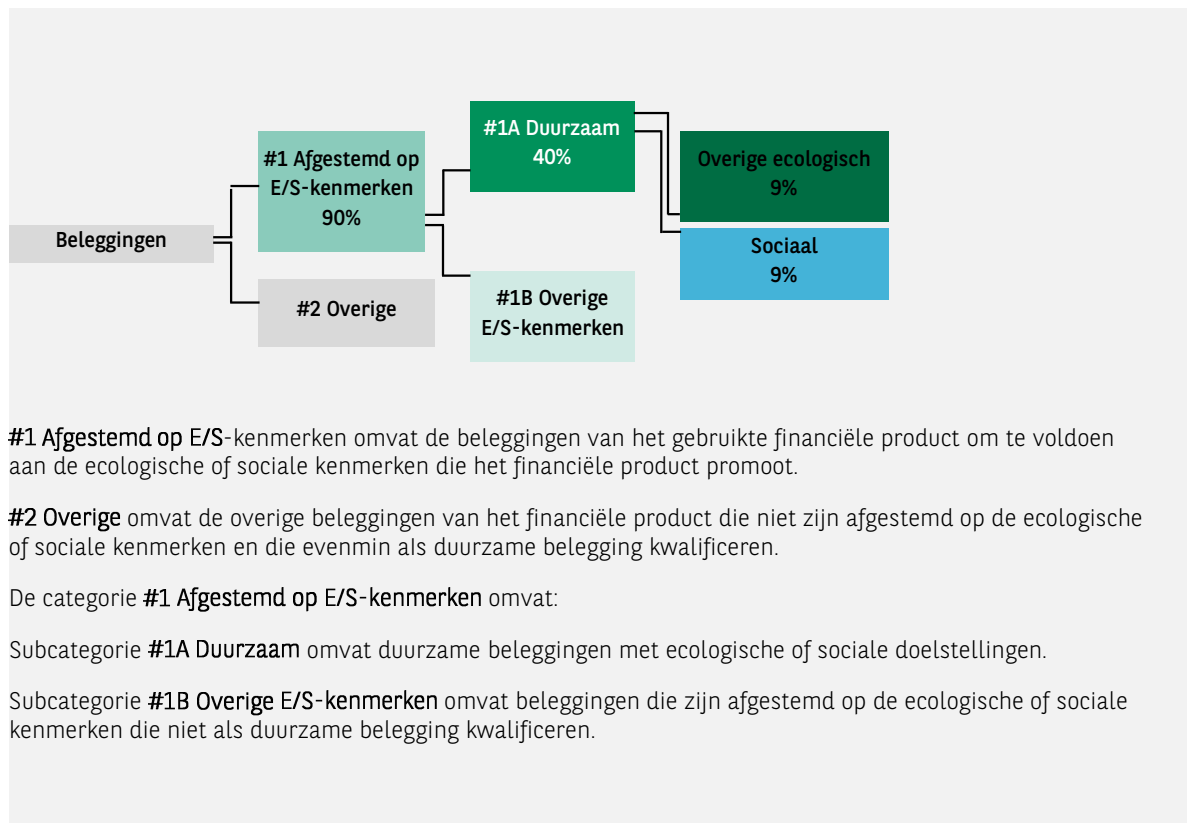 #1A Duurzaam
40%
#1 Afgestemd op
E/S-kenmerken
90%
Overige ecologisch
9%
Beleggingen
Sociaal
9%
#2 Overige
#1B Overige
E/S-kenmerken
#1 Afgestemd op E/S-kenmerken omvat de beleggingen van het gebruikte financiële product om te voldoen
aan de ecologische of sociale kenmerken die het financiële product promoot.
#2 Overige omvat de overige beleggingen van het financiële product die niet zijn afgestemd op de ecologische
of sociale kenmerken en die evenmin als duurzame belegging kwalificeren.
De categorie #1 Afgestemd op E/S-kenmerken omvat:
Subcategorie #1A Duurzaam omvat duurzame beleggingen met ecologische of sociale doelstellingen.
Subcategorie #1B Overige E/S-kenmerken omvat beleggingen die zijn afgestemd op de ecologische of sociale
kenmerken die niet als duurzame belegging kwalificeren.